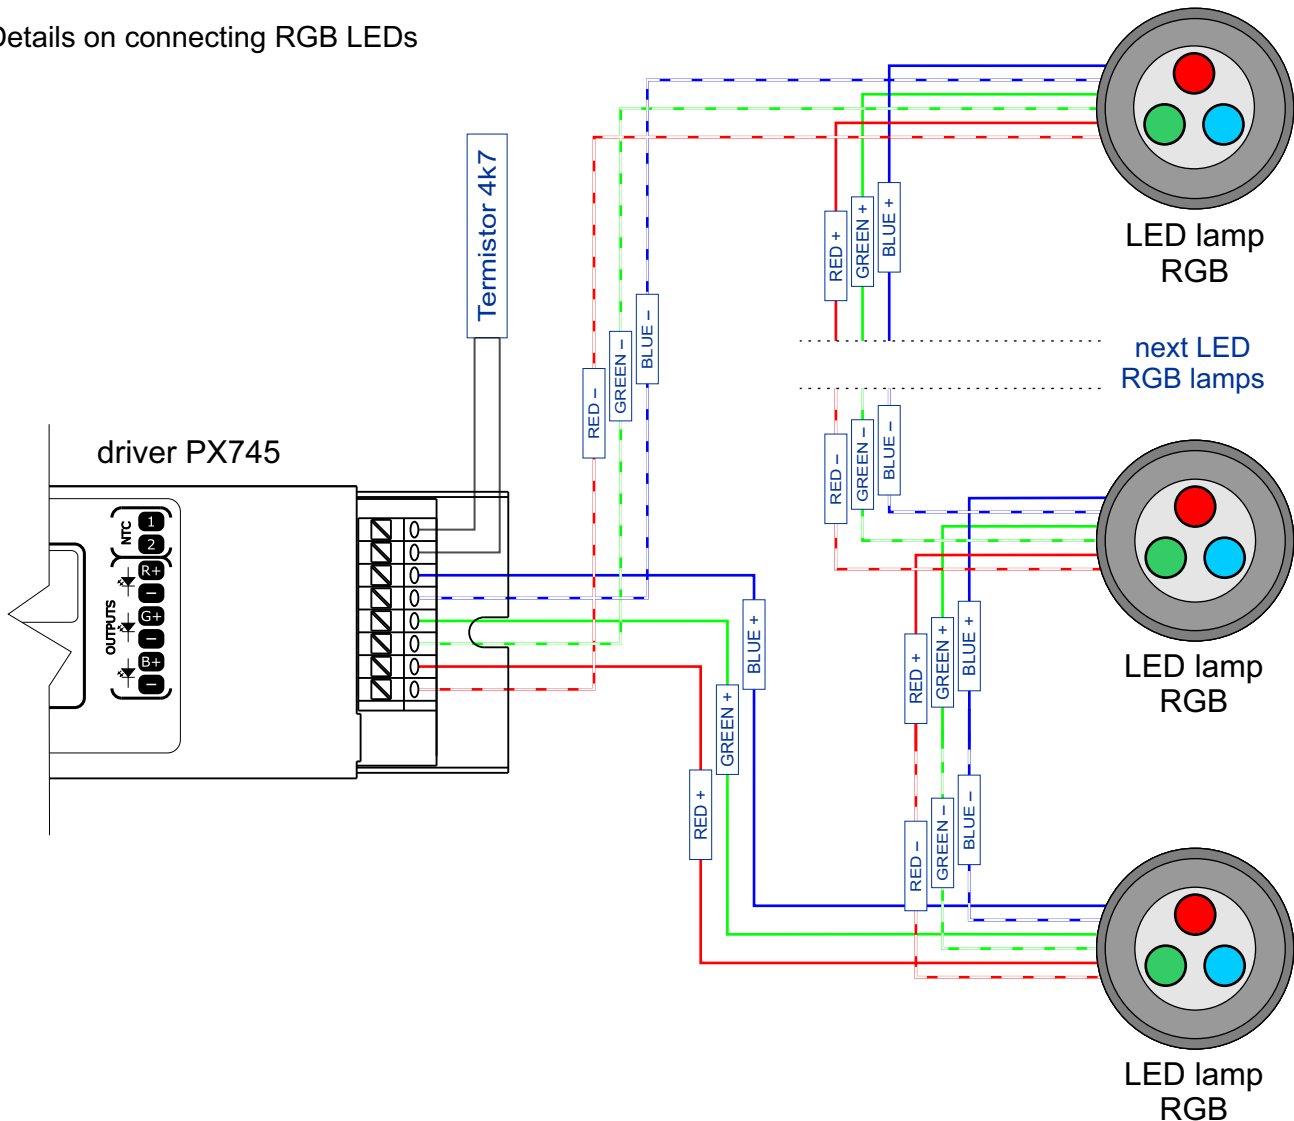 Details on connecting RGB LEDs
LED lamp
RGB
Termistor 4k7
RED +
GREEN +
BLUE +
RED –
GREEN –
BLUE –
next LED
RGB lamps
driver PX745
RED –
GREEN –
BLUE –
NTC
1
2
OUTPUTS
R+
–
G+
–
B+
–
LED lamp
RGB
RED +
GREEN +
BLUE +
RED +
GREEN +
BLUE +
RED –
GREEN –
BLUE –
LED lamp
RGB